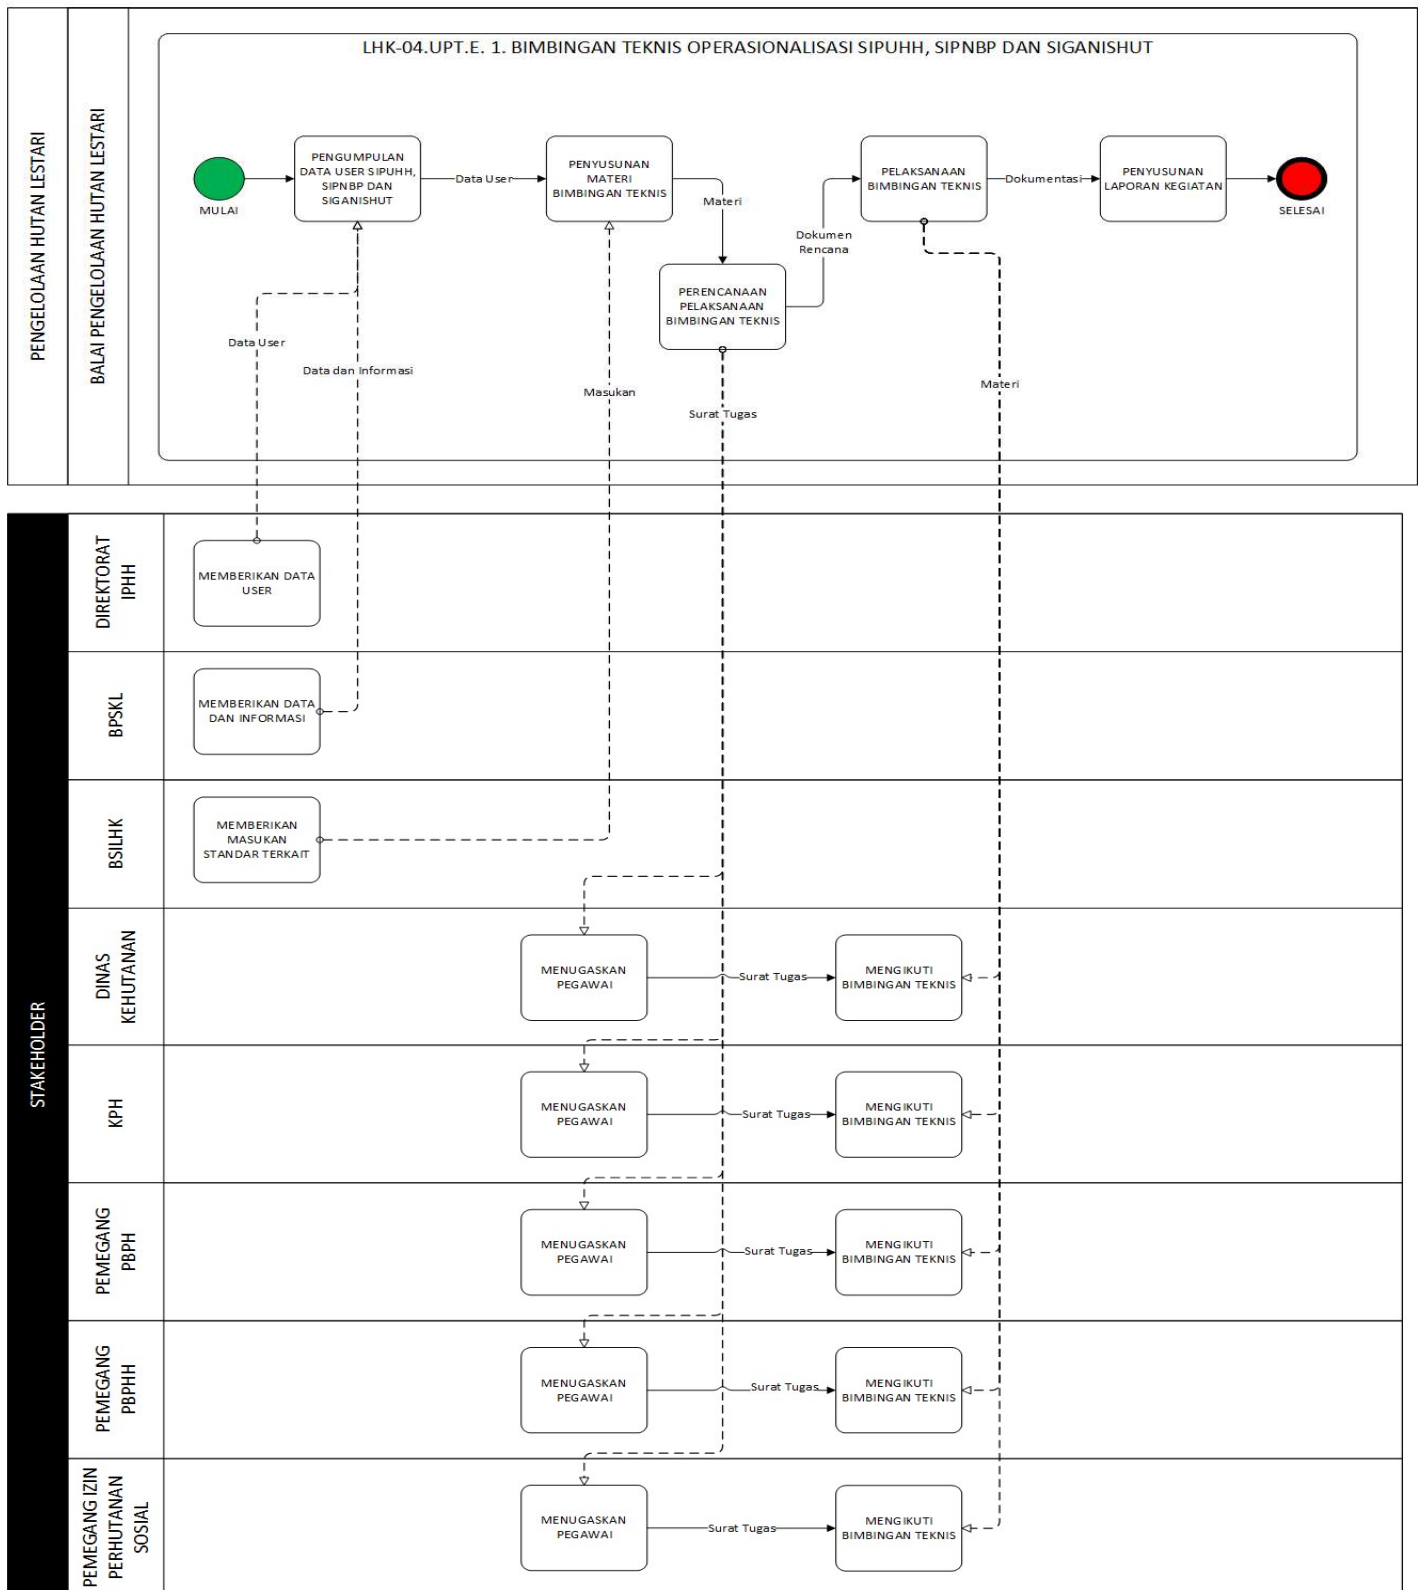 PENGELOLAAN HUTAN LESTARI
BALAI PENGELOLAAN HUTAN LESTARI
LHK-04.UPT.E. 1. BIMBINGAN TEKNIS OPERASIONALISASI SIPUHH, SIPNBP DAN SIGANISHUT
MULAI
PENGUMPULAN
DATA USER SIPUHH,
SIPNBP DAN
SIGANISHUT
Data User
PENYUSUNAN
MATERI
BIMBINGAN TEKNIS
Materi
PERENCANAAN
PELAKSANAAN
BIMBINGAN TEKNIS
Dokumen
Rencana
PELAKSANAAN
BIMBINGAN TEKNIS
Dokumentasi
PENYUSUNAN
LAPORAN KEGIATAN
SELESAI
Data User
Data dan Informasi
Masukan
Surat Tugas
Materi
STAKEHOLDER
DIREKTORAT
IPHH
MEMBERIKAN DATA
USER
BPSKL
MEMBERIKAN DATA
DAN INFORMASI
BSILHK
MEMBERIKAN
MASUKAN
STANDAR TERKAIT
DINAS
KEHUTANAN
MENUGASKAN
PEGAWAI
Surat Tugas
MENGIKUTI
BIMBINGAN TEKNIS
KPH
MENUGASKAN
PEGAWAI
Surat Tugas
MENGIKUTI
BIMBINGAN TEKNIS
PEMEGANG
PBPH
MENUGASKAN
PEGAWAI
Surat Tugas
MENGIKUTI
BIMBINGAN TEKNIS
PEMEGANG
PBPHH
MENUGASKAN
PEGAWAI
Surat Tugas
MENGIKUTI
BIMBINGAN TEKNIS
PEMEGANG IZIN
PERHUTANAN
SOSIAL
MENUGASKAN
PEGAWAI
Surat Tugas
MENGIKUTI
BIMBINGAN TEKNIS